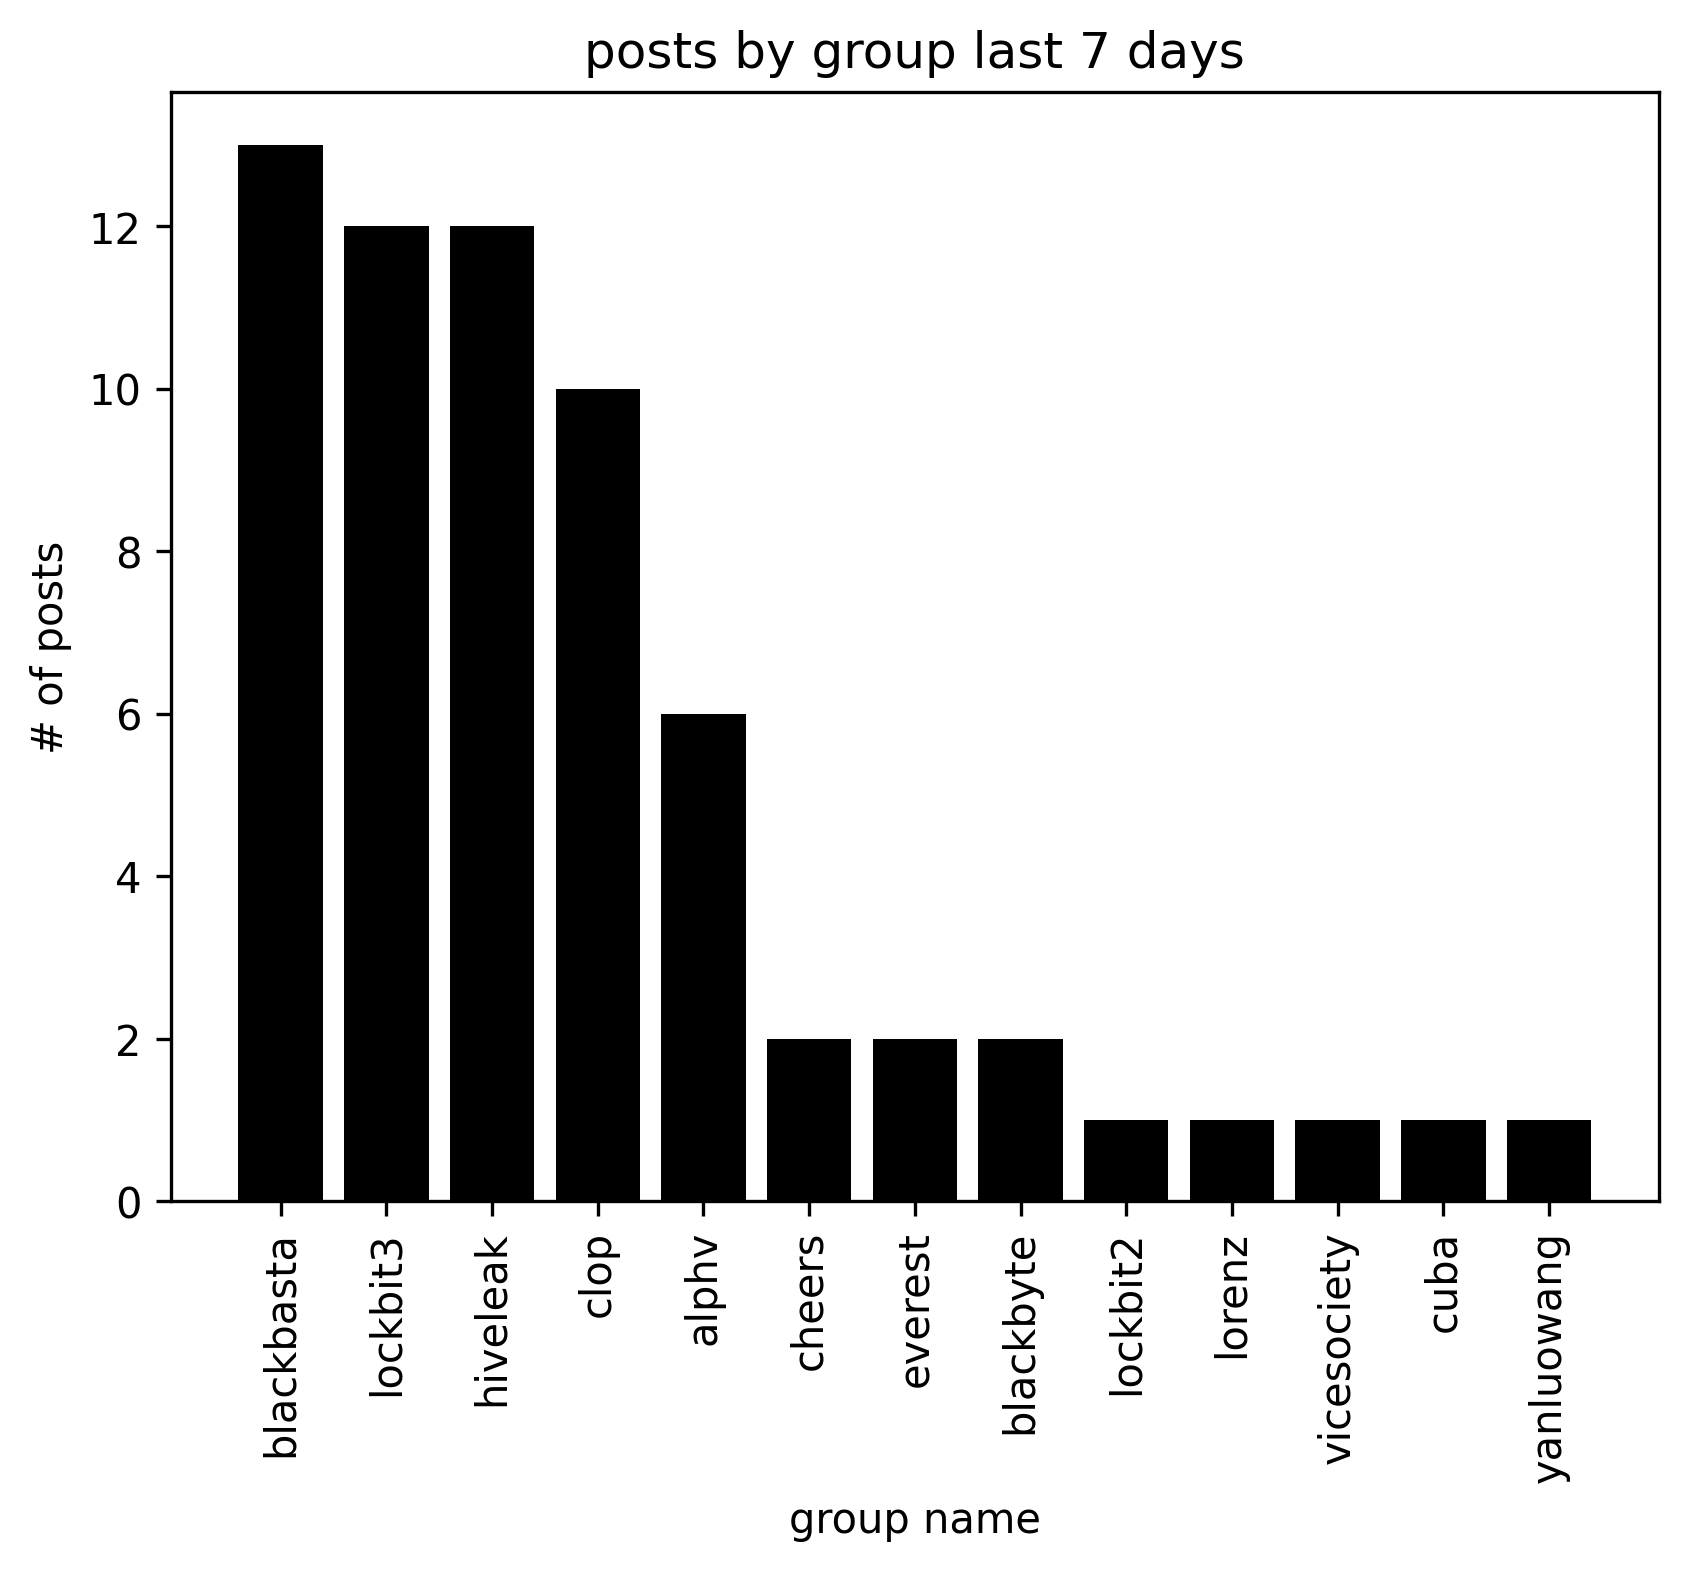 posts by group last 7 days
# of posts
12
10
8
6
4
2
0
blackbasta
lockbit3
hiveleak
clop
alphv
cheers
everest
blackbyte
lockbit2
lorenz
vicesociety
cuba
yanluowang
group name